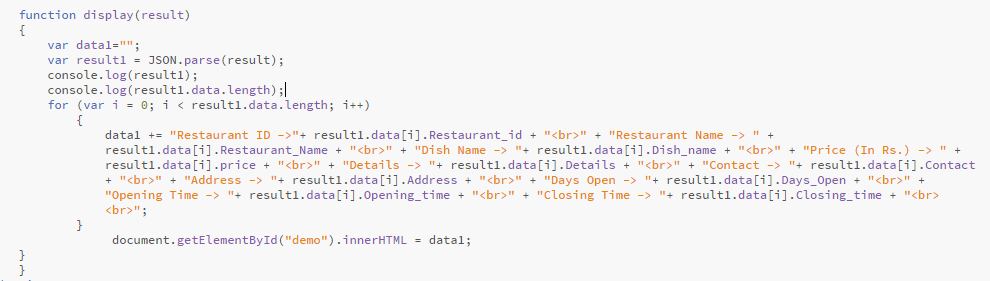 function display(result)
{
var data1="";
var result1 = JSON.parse(result);
console.log(result1);
console.log(result1.data.length);
for (var i = 0; i < result1.data.length; i++)
{
data1 += "Restaurant ID ->"+ result1.data[i].Restaurant_id + "<br>" + "Restaurant Name -> " +
result1.data[i].Restaurant_Name + "<br>" + "Dish Name -> "+ result1.data[i].Dish_name + "<br>" + "Price (In Rs.) -> " +
result1.data[i].price + "<br>" + "Details -> "+ result1.data[i].Details + "<br>" + "Contact -> "+ result1.data[i].Contact
+ "<br>" + "Address -> "+ result1.data[i].Address + "<br>" + "Days Open -> "+ result1.data[i].Days_Open + "<br>" +
"Opening Time -> "+ result1.data[i].Opening_time + "<br>" + "Closing Time -> "+ result1.data[i].Closing_time + "<br>
<br>";
}
document.getElementById("demo").innerHTML = data1;
}
}